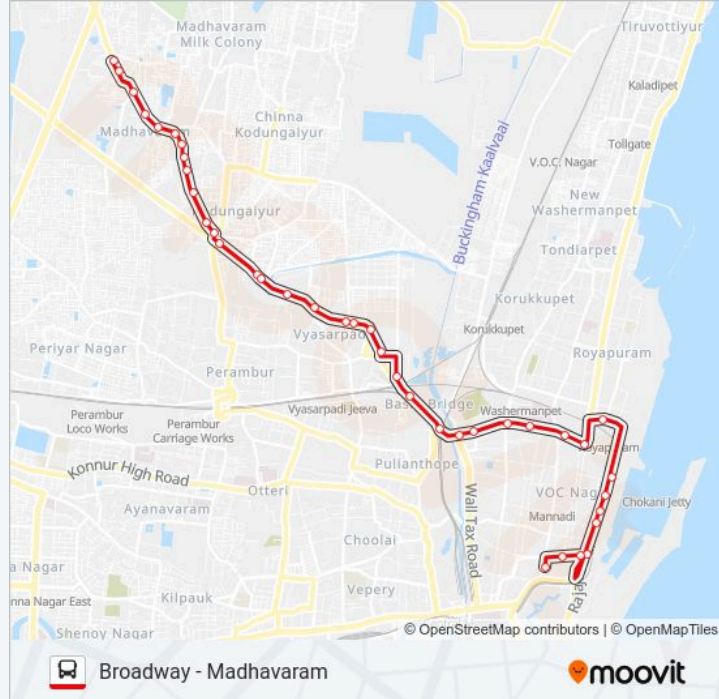 Madhavaram
Milk Colony
Tiruvottiyur
Kaladipet
Chinna
Kodungaiyur
Madhavaram
Tollgate
V.O.C. Nagar
Buckingham Kaalvaai
New
Washermanpet
Kodungaiyur
Tondiarpet
Korukkupet
Korukkupet
Vyasarpadi
Periyar Nagar
Royapuram
Perambur
Basin Bridge
Vyasarpadi Jeeva
Washermanpet
Perambur
Loco Works
Perambur
Carriage Works
Royapuram
Pulianthope
Konnur High Road
Otteri
VOC Nagar
Chokani Jetty
Wall Tax Road
Ayanavaram
Mannadi
Choolai
a Nagar
Vepery
Kilpauk
nna Nagar East
Rajaj
Shenoy Nagar
© OpenStreetMap contributors | © OpenMapTiles
Broadway - Madhavaram
moovit